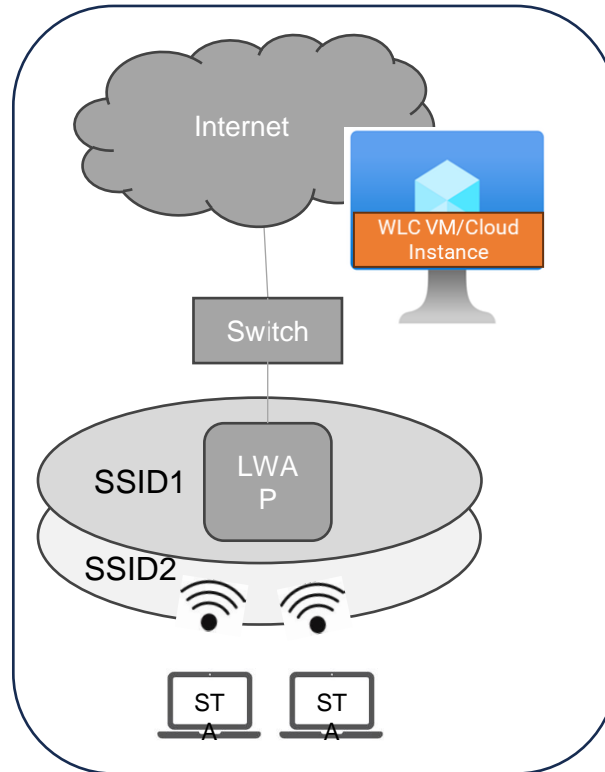 Internet
WLC VM/Cloud
Instance
Switch
LWA
P
SSID1
SSID2
ST
A
ST
A